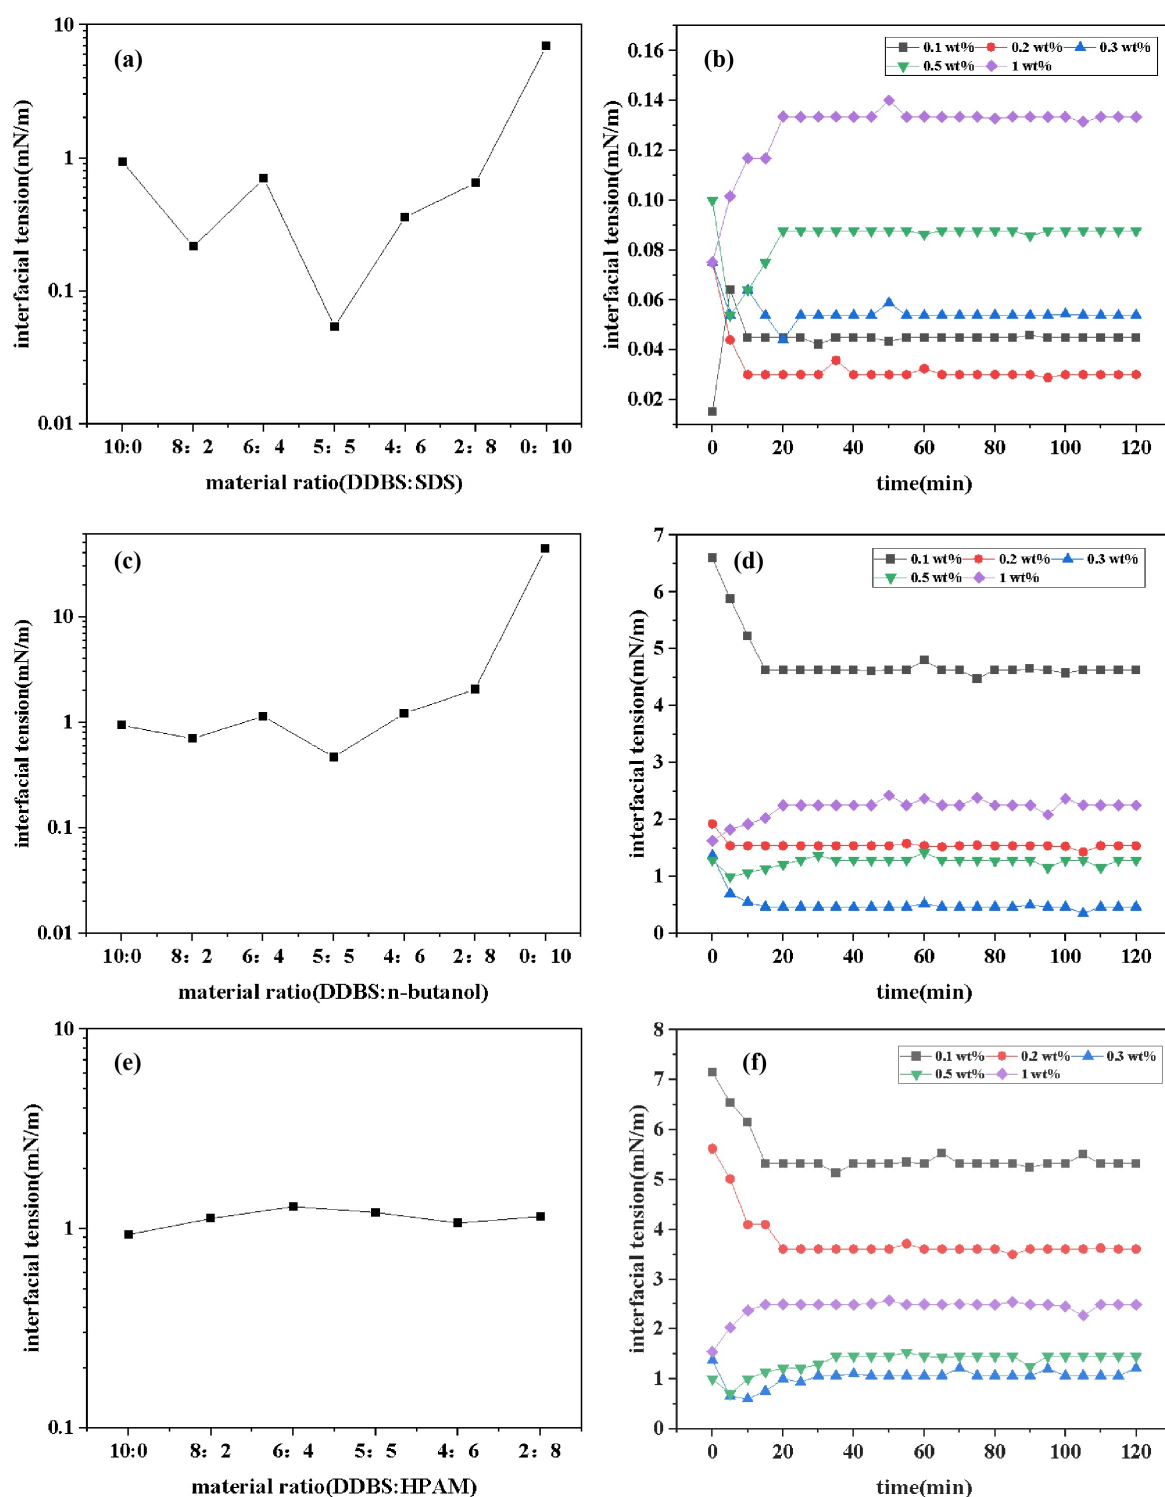 (a)
interfacial tension(mN/m)
10
1
0.1
0.01
10:0 8：2 6：4 5：5 4：6 2：8 0：10
material ratio(DDBS:SDS)
(b)
0.1 wt% 0.2 wt% 0.3 wt%
0.5 wt% 1 wt%
interfacial tension(mN/m)
0.16
0.14
0.12
0.10
0.08
0.06
0.04
0.02
0 20 40 60 80 100 120
time(min)
(c)
interfacial tension(mN/m)
10
1
0.1
0.01
10:0 8：2 6：4 5：5 4：6 2：8 0：10
material ratio(DDBS:n-butanol)
(d)
0.1 wt% 0.2 wt% 0.3 wt%
0.5 wt% 1 wt%
interfacial tension(mN/m)
7
6
5
4
3
2
1
0
0 20 40 60 80 100 120
time(min)
(e)
interfacial tension(mN/m)
10
1
0.1
10:0 8：2 6：4 5：5 4：6 2：8
material ratio(DDBS:HPAM)
(f)
0.1 wt% 0.2 wt% 0.3 wt%
0.5 wt% 1 wt%
interfacial tension(mN/m)
8
7
6
5
4
3
2
1
0
0 20 40 60 80 100 120
time(min)